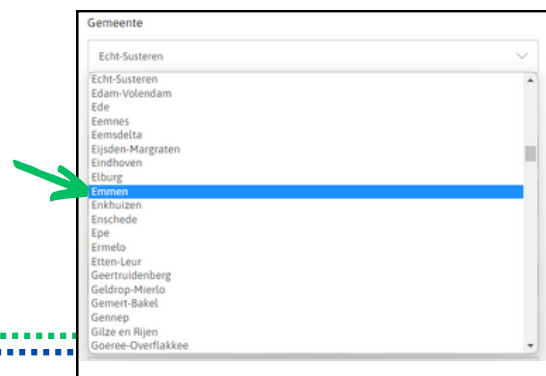 Gemeente
Echt-Susteren
Echt-Susteren
Edam-Volendam
Ede
Eemnes
Eemsdelta
Eijsden-Margraten
Eindhoven
Elburg
Emmen
Enkhuizen
Enschede
Epe
Ermelo
Etten-Leur
Geertruidenberg
Geldrop-Mierlo
Gemert-Bakel
Gennep
Gilze en Rijen
Goeree-Overflakkee